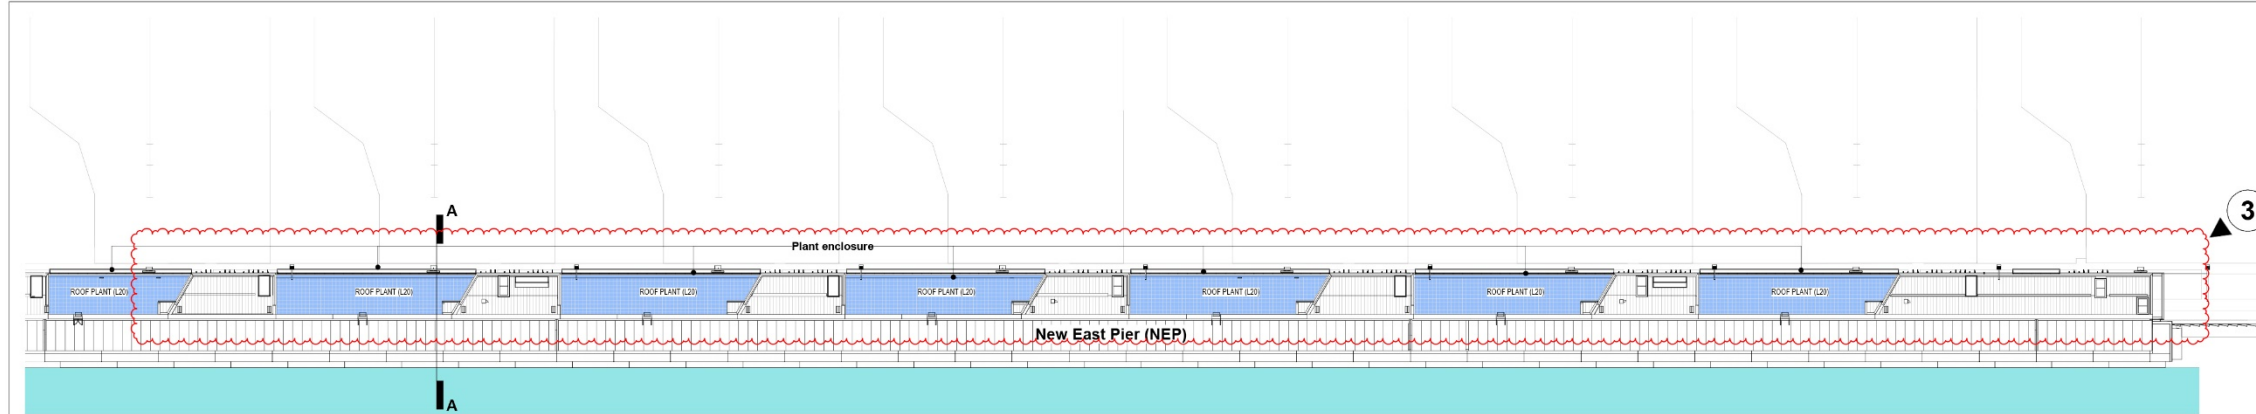 3
A
Plant enclosure
ROOF PLANT (L20)
ROOF PLANT (L20)
ROOF PLANT (L20)
ROOF PLANT (L20)
ROOF PLANT (L20)
ROOF PLANT (L20)
ROOF PLANT (L20)
New East Pier (NEP)
A